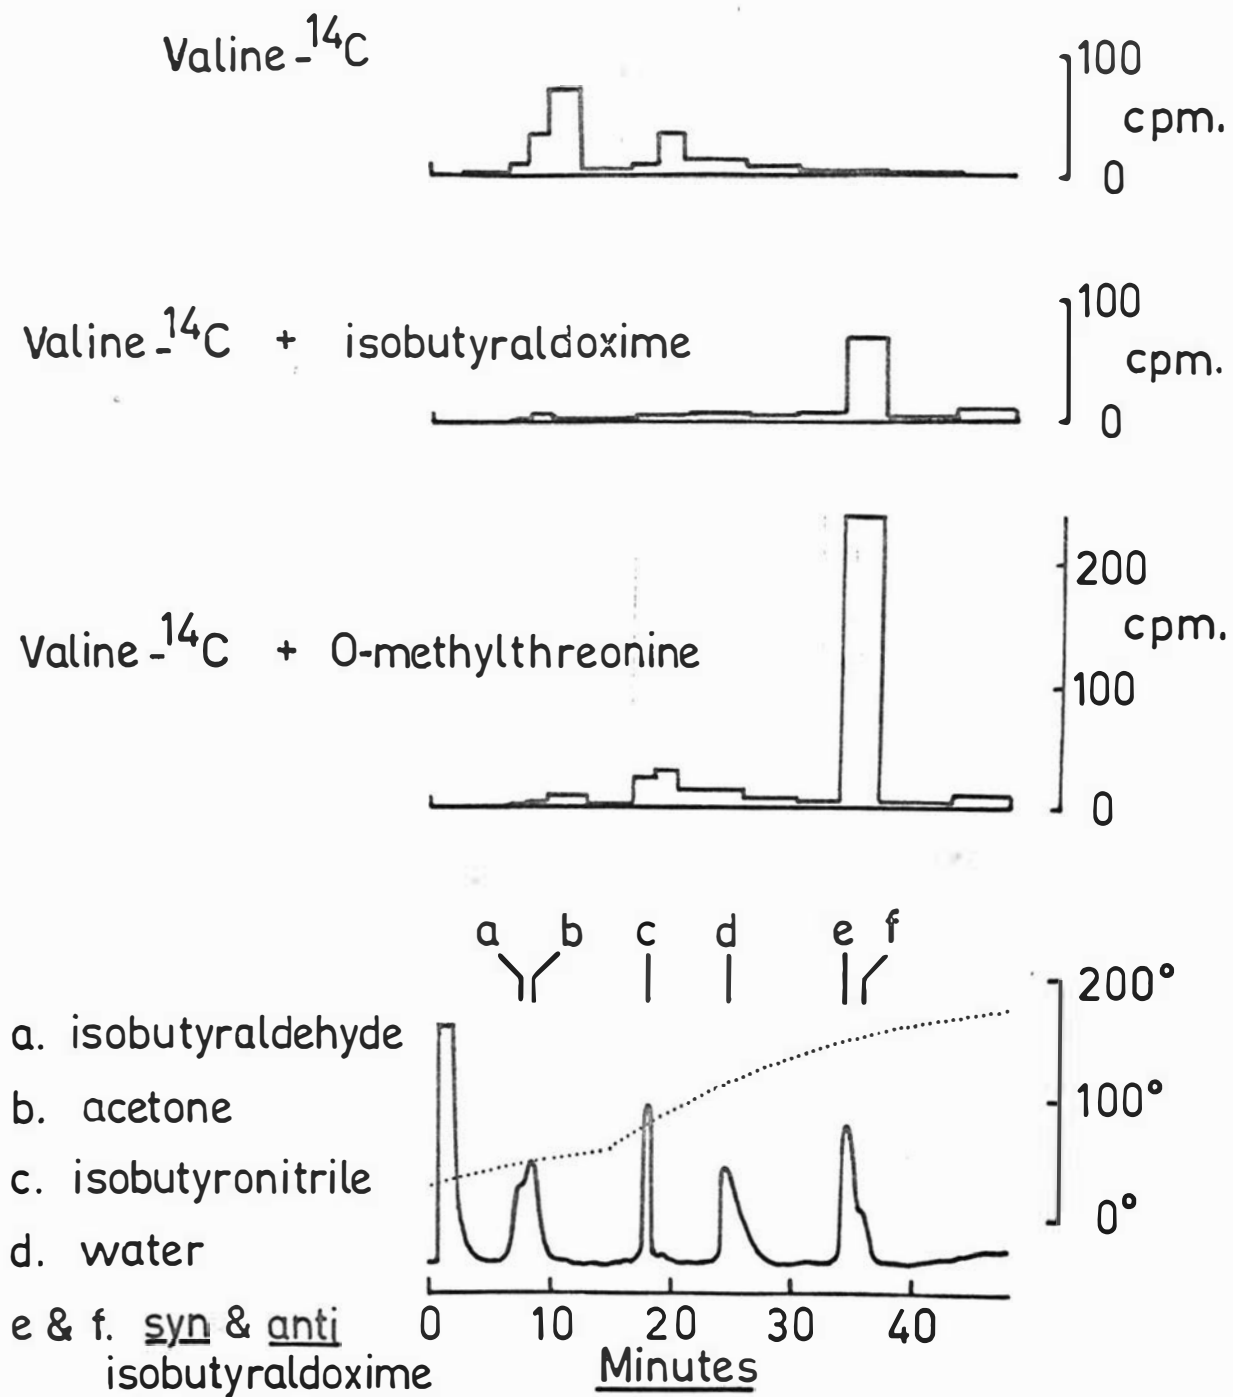 Valine-¹⁴C
100
cpm.
0
Valine-¹⁴C + isobutyraldoxime
100
cpm.
0
Valine-¹⁴C + O-methylthreonine
200
cpm.
100
0
a b c d e f
200°
100°
0°
a. isobutyraldehyde
b. acetone
c. isobutyronitrile
d. water
e & f. syn & anti
isobutyraldoxime
0 10 20 30 40
Minutes